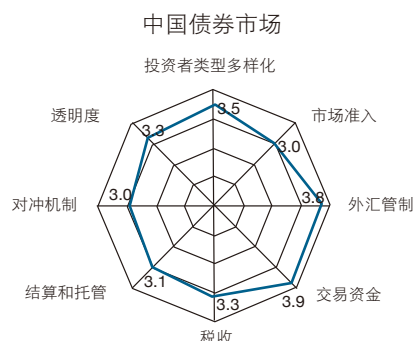 中国债券市场
投资者类型多样化
透明度
市场准入
3.5
3.3
3.0
对冲机制
3.0
3.8
外汇管制
结算和托管
3.1
3.3
3.9
交易资金
税收